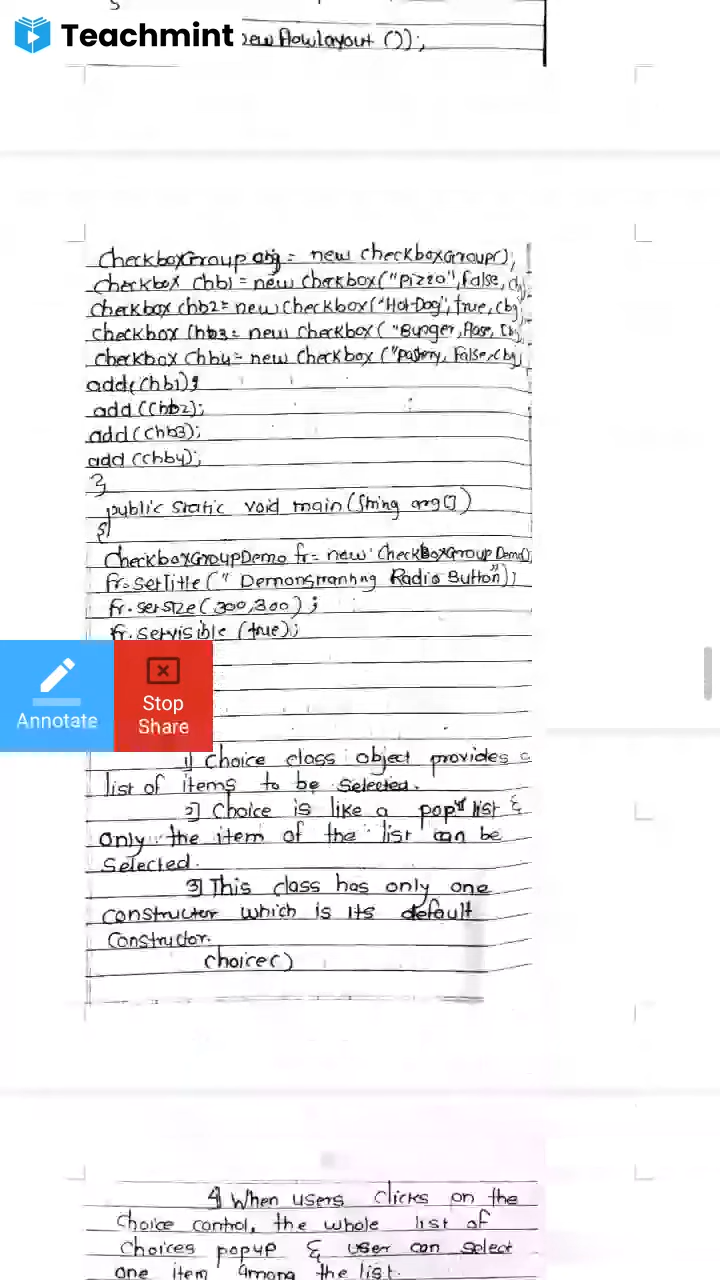 Teachmint
new Flowlayout ());
CheckboxGroup cbg = new CheckboxGroup();
Checkbox chb1 = new Checkbox("Pizza", false, cbg
Checkbox chb2 = new Checkbox("Hot-Dog", true, cbg
Checkbox chb3 = new Checkbox ("Burger,
Checkbox chb4 = new Checkbox ("Pastery, False, cbg
add(chb1);
add (chb2);
add (chb3);
add (chb4);
}
public static void main (String arg[])
{
CheckboxGroupDemo fr = new CheckBoxGroup Demo();
fr. SetTitle (" Demonstranting Radio Button");
fr. setSize (300,300);
fr. setvisible (true);
Annotate
Stop
Share
1] Choice class object provides a
list of items to be selected.
2] Choice is like a popup list &
only the item of the list can be
selected.
3] This class has only one
constructor which is its default
Constructor.
Choice()
4] When users clicks on the
Choice control, the whole list of
Choices popup & user can select
one item among the list.